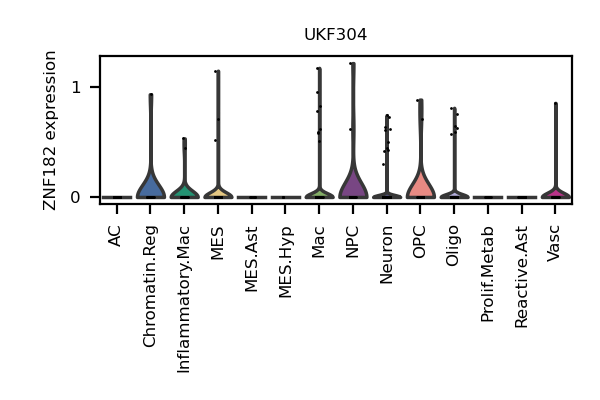 UKF304
ZNF182 expression
1
0
AC
Chromatin.Reg
Inflammatory.Mac
MES
MES.Ast
MES.Hyp
Mac
NPC
Neuron
OPC
Oligo
Prolif.Metab
Reactive.Ast
Vasc